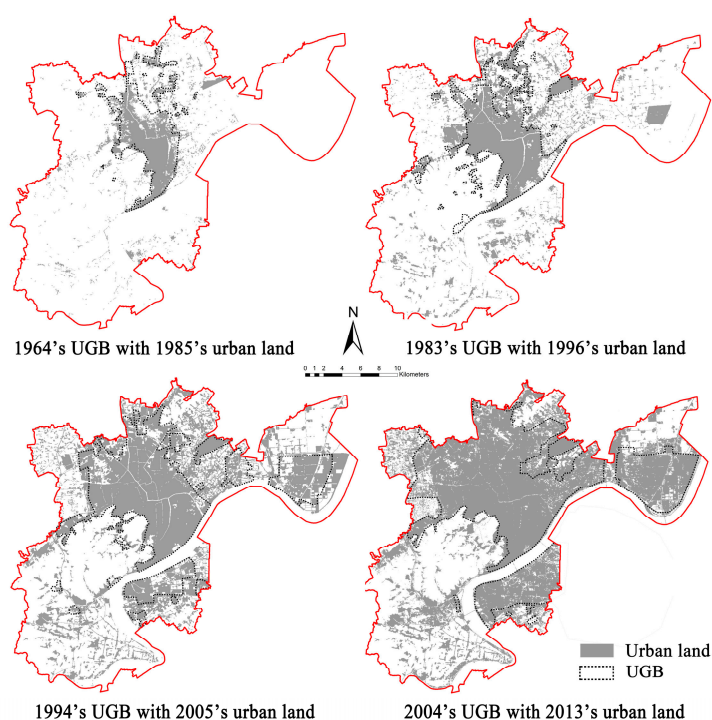 1964's UGB with 1985's urban land
1983's UGB with 1996's urban land
N
0 1 2 4 6 8 10
Kilometers
Urban land
UGB
1994's UGB with 2005's urban land
2004's UGB with 2013's urban land